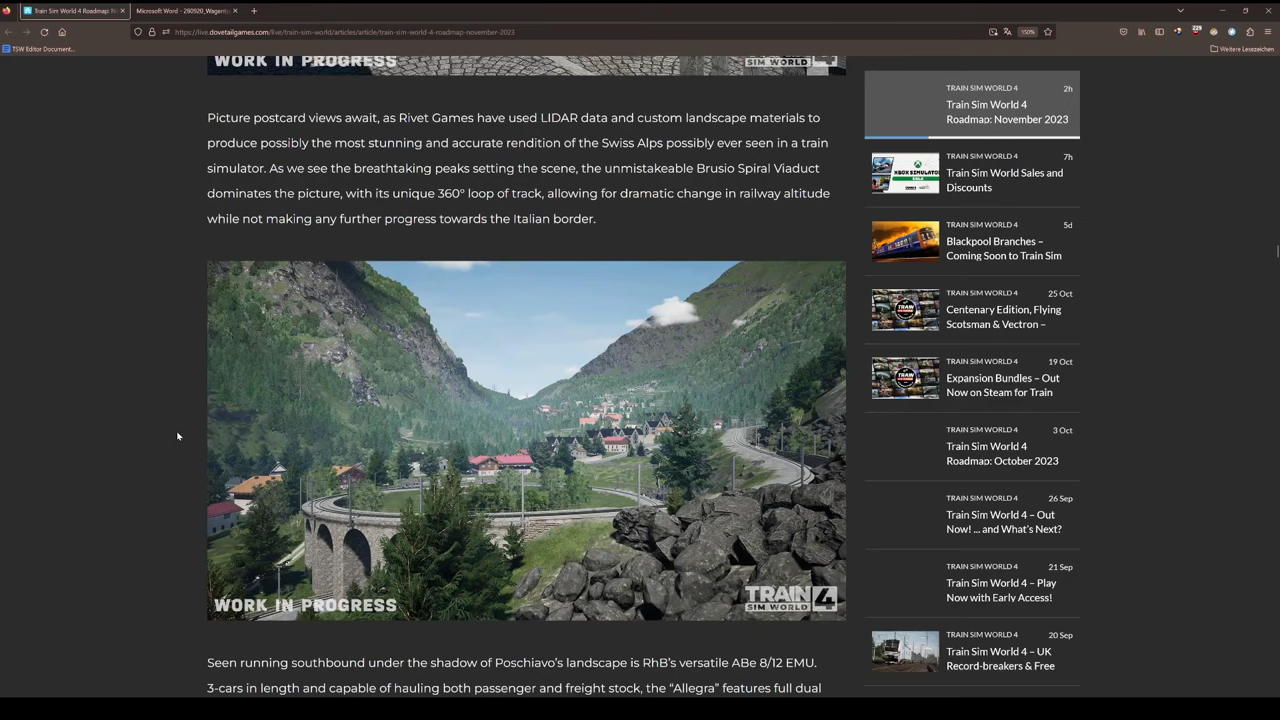 Train Sim World 4 Roadmap: N
Microsoft Word - 280920_Wagent
https://live.dovetailgames.com/live/train-sim-world/articles/article/train-sim-world-4-roadmap-november-2023
150%
229
TSW Editor Document...
Weitere Lesezeichen
WORK IN PROGRESS
SIM WORLD
Picture postcard views await, as Rivet Games have used LIDAR data and custom landscape materials to
produce possibly the most stunning and accurate rendition of the Swiss Alps possibly ever seen in a train
simulator. As we see the breathtaking peaks setting the scene, the unmistakeable Brusio Spiral Viaduct
dominates the picture, with its unique 360° loop of track, allowing for dramatic change in railway altitude
while not making any further progress towards the Italian border.
WORK IN PROGRESS
TRAIN
SIM WORLD 4
Seen running southbound under the shadow of Poschiavo's landscape is RhB's versatile ABe 8/12 EMU.
3-cars in length and capable of hauling both passenger and freight stock, the "Allegra" features full dual
TRAIN SIM WORLD 4 2h
Train Sim World 4
Roadmap: November 2023
TRAIN SIM WORLD 4 7h
Train Sim World Sales and
Discounts
TRAIN SIM WORLD 4 5d
Blackpool Branches –
Coming Soon to Train Sim
TRAIN SIM WORLD 4 25 Oct
Centenary Edition, Flying
Scotsman & Vectron –
TRAIN SIM WORLD 4 19 Oct
Expansion Bundles – Out
Now on Steam for Train
TRAIN SIM WORLD 4 3 Oct
Train Sim World 4
Roadmap: October 2023
TRAIN SIM WORLD 4 26 Sep
Train Sim World 4 – Out
Now! ... and What's Next?
TRAIN SIM WORLD 4 21 Sep
Train Sim World 4 – Play
Now with Early Access!
TRAIN SIM WORLD 4 20 Sep
Train Sim World 4 – UK
Record-breakers & Free